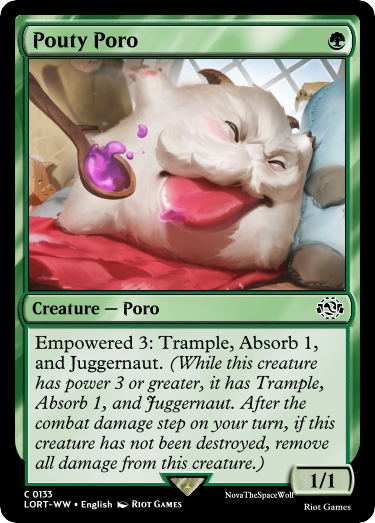 Pouty Poro
Creature — Poro
Empowered 3: Trample, Absorb 1,
and Juggernaut. (While this creature
has power 3 or greater, it has Trample,
Absorb 1, and Juggernaut. After the
combat damage step on your turn, if this
creature has not been destroyed, remove
all damage from this creature.)
1/1
C 0133
LORT-WW • English Riot Games
NovaTheSpaceWolf
Riot Games